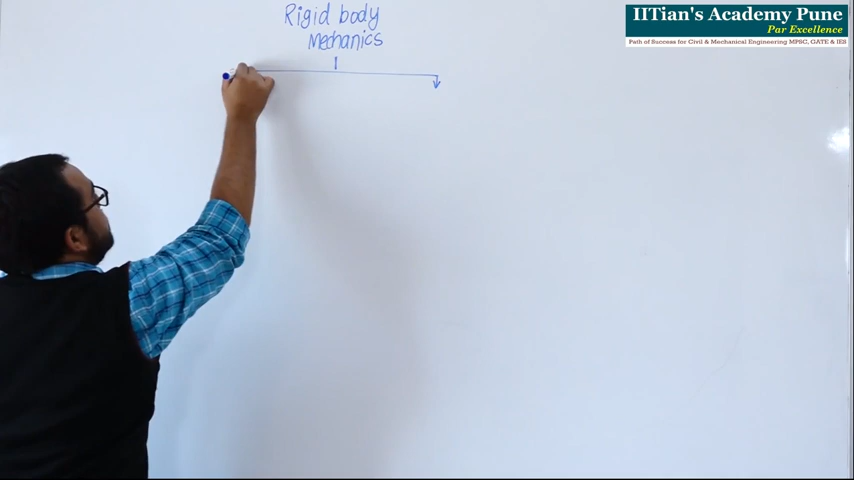 Rigid body
Mechanics
IITian's Academy Pune
Par Excellence
Path of Success for Civil & Mechanical Engineering MPSC, GATE & IES